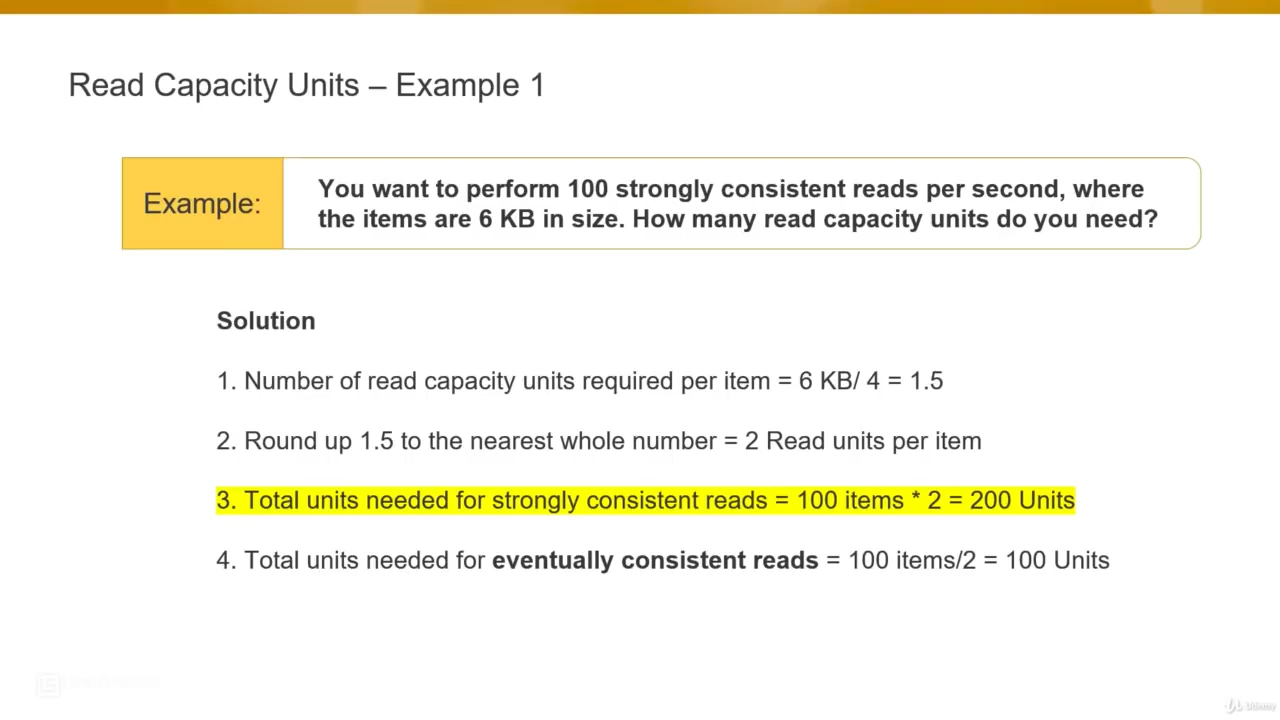 Read Capacity Units – Example 1
Example:
You want to perform 100 strongly consistent reads per second, where
the items are 6 KB in size. How many read capacity units do you need?
Solution
1. Number of read capacity units required per item = 6 KB/ 4 = 1.5
2. Round up 1.5 to the nearest whole number = 2 Read units per item
3. Total units needed for strongly consistent reads = 100 items * 2 = 200 Units
4. Total units needed for eventually consistent reads = 100 items/2 = 100 Units
Udemy